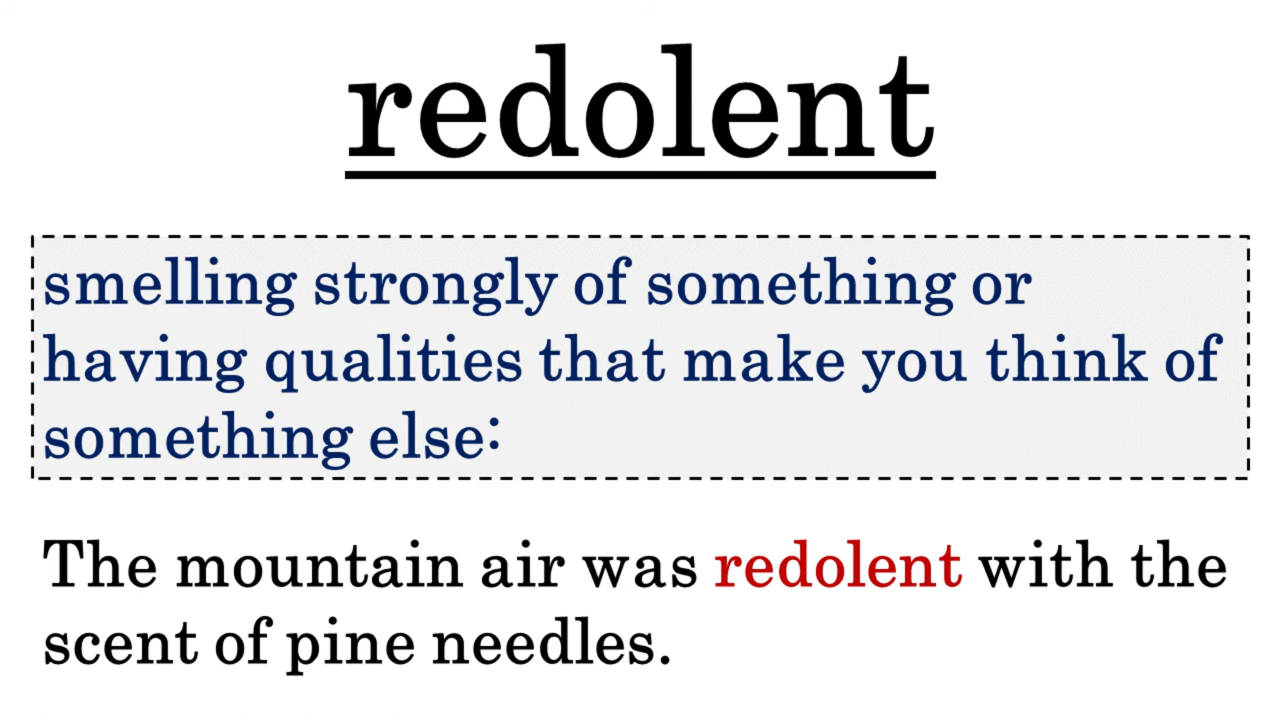 redolent
smelling strongly of something or
having qualities that make you think of
something else:
The mountain air was redolent with the
scent of pine needles.